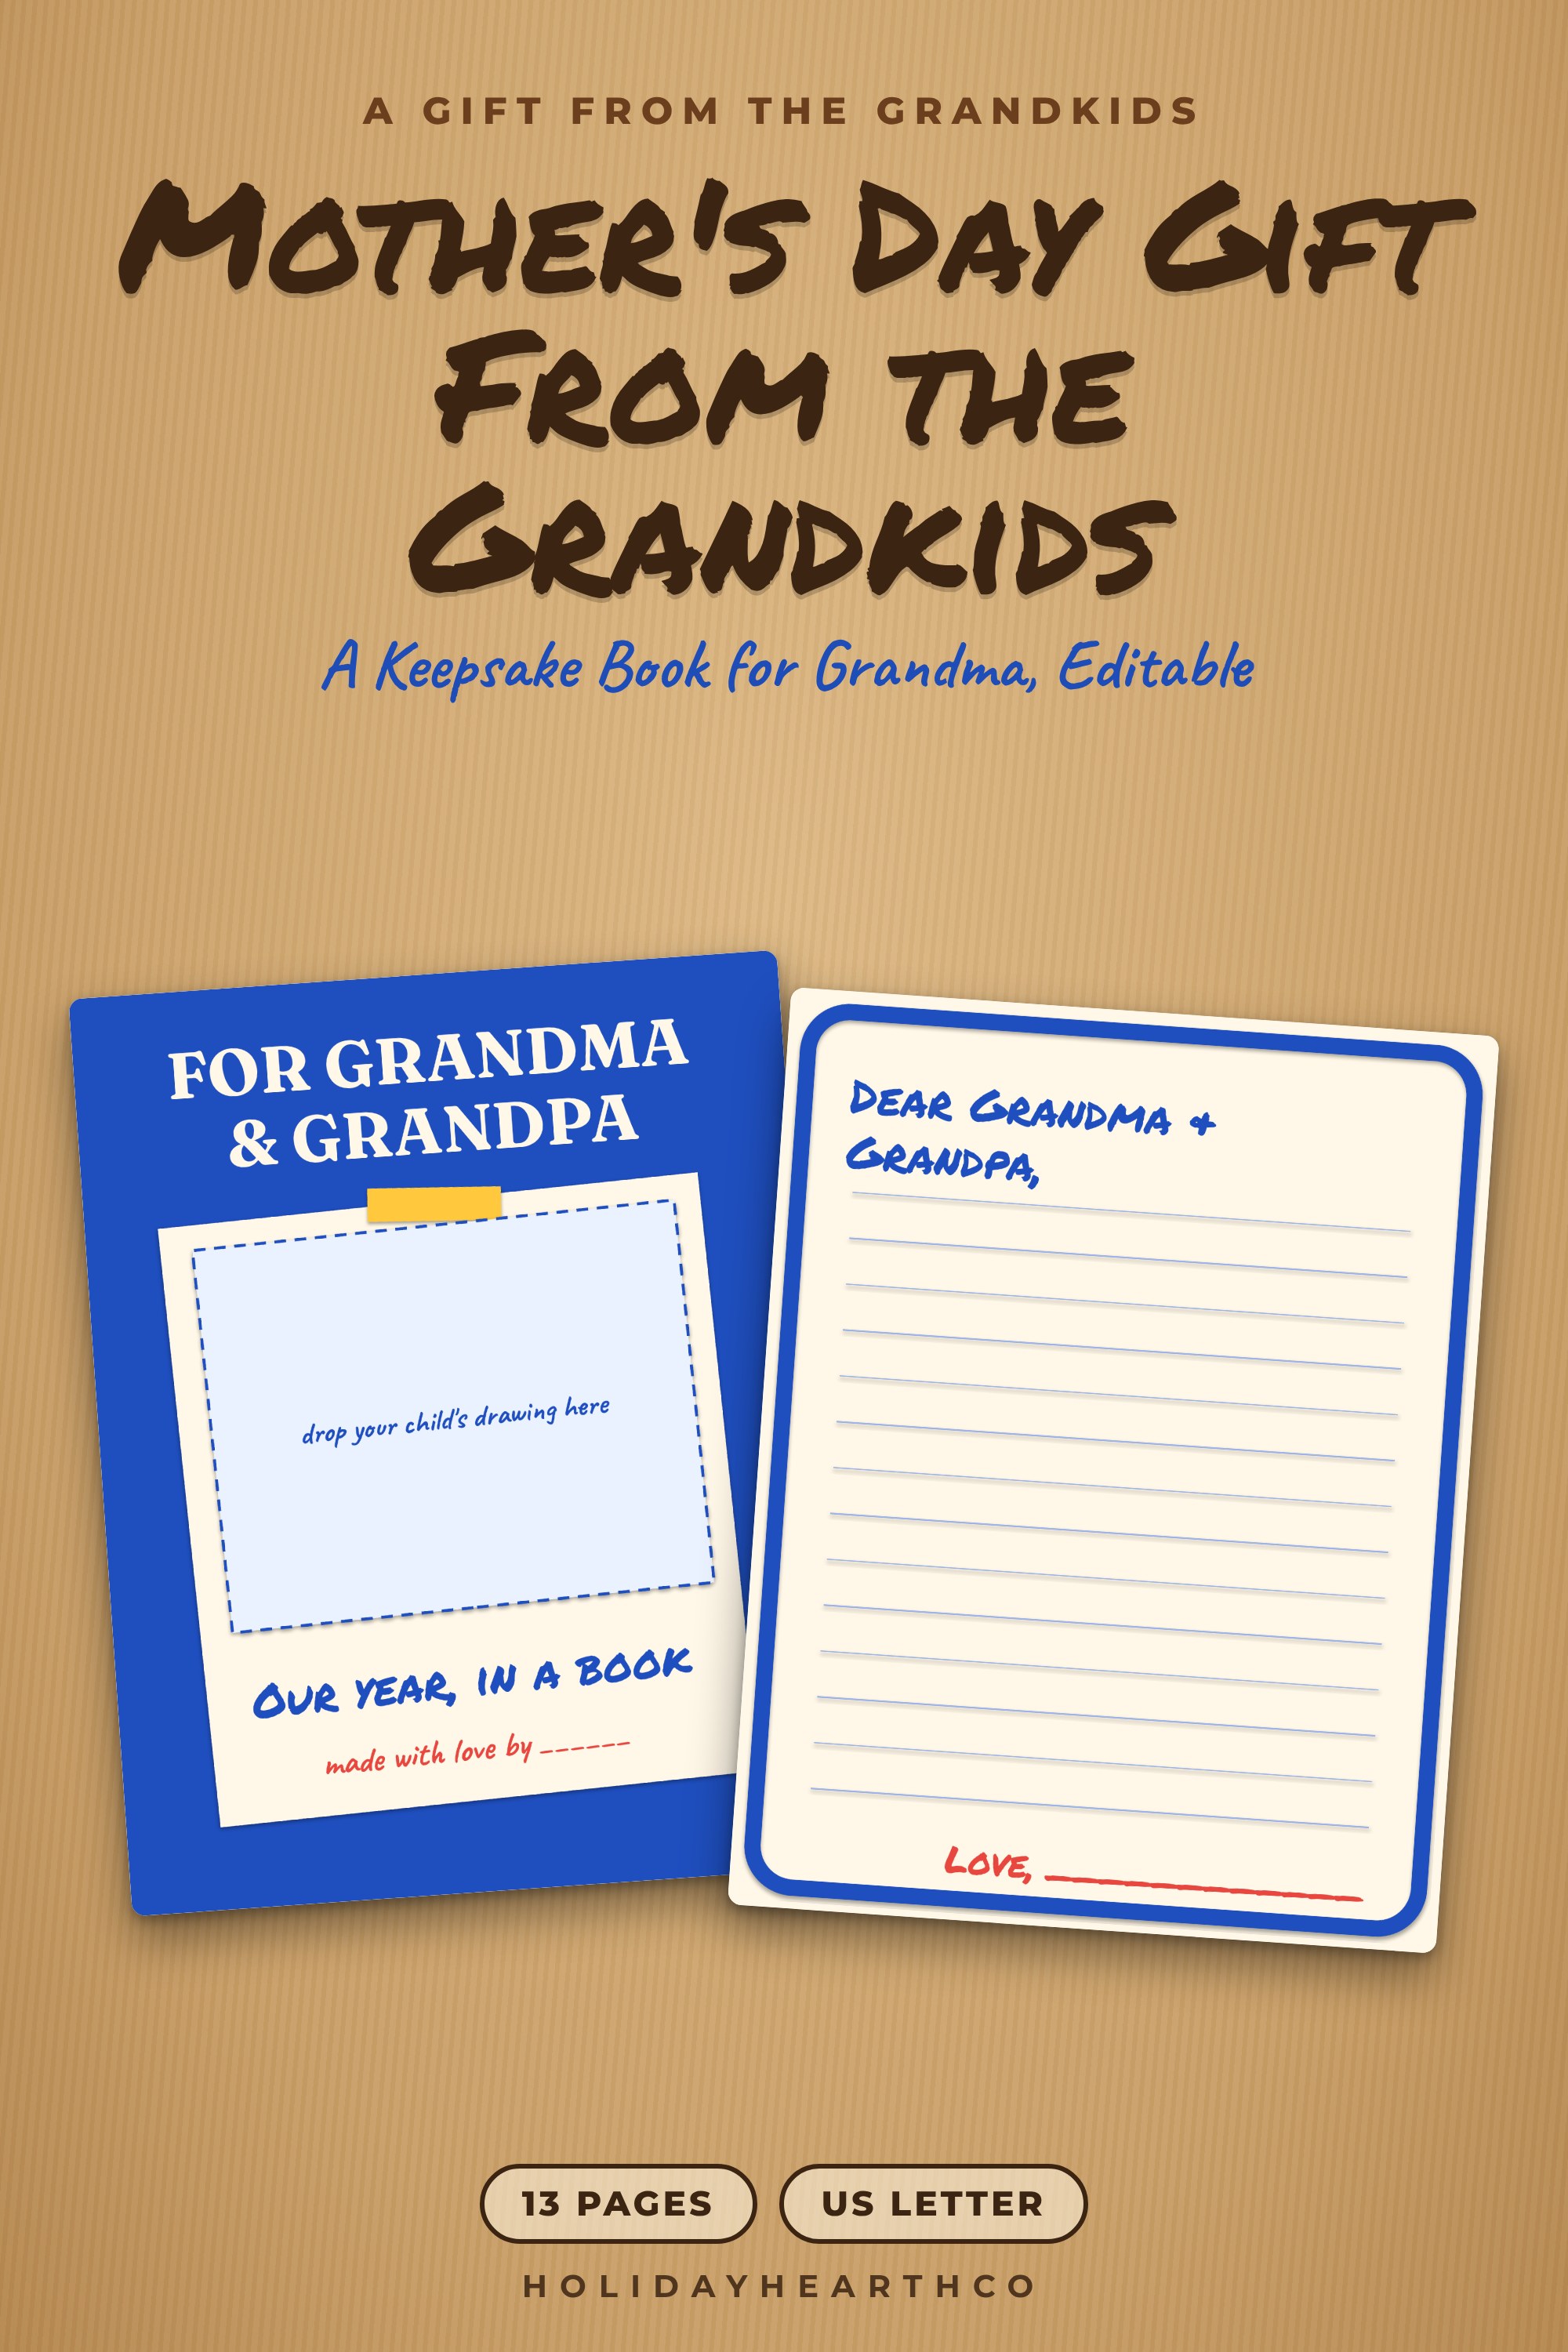 A GIFT FROM THE GRANDKIDS
MOTHER'S DAY GIFT
FROM THE
GRANDKIDS
A Keepsake Book for Grandma, Editable
FOR GRANDMA
& GRANDPA
drop your child's drawing here
OUR YEAR, IN A BOOK
made with love by ______
DEAR GRANDMA &
GRANDPA,
LOVE, ______________
13 PAGES
US LETTER
HOLIDAYHEARTHCO